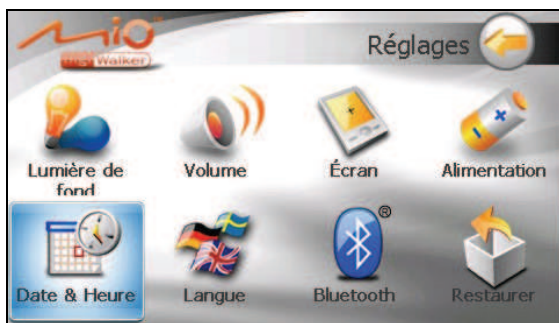 Mio
Walker
Réglages
Lumière de
fond
Volume
Écran
Alimentation
Date & Heure
Langue
Bluetooth ®
Restaurer